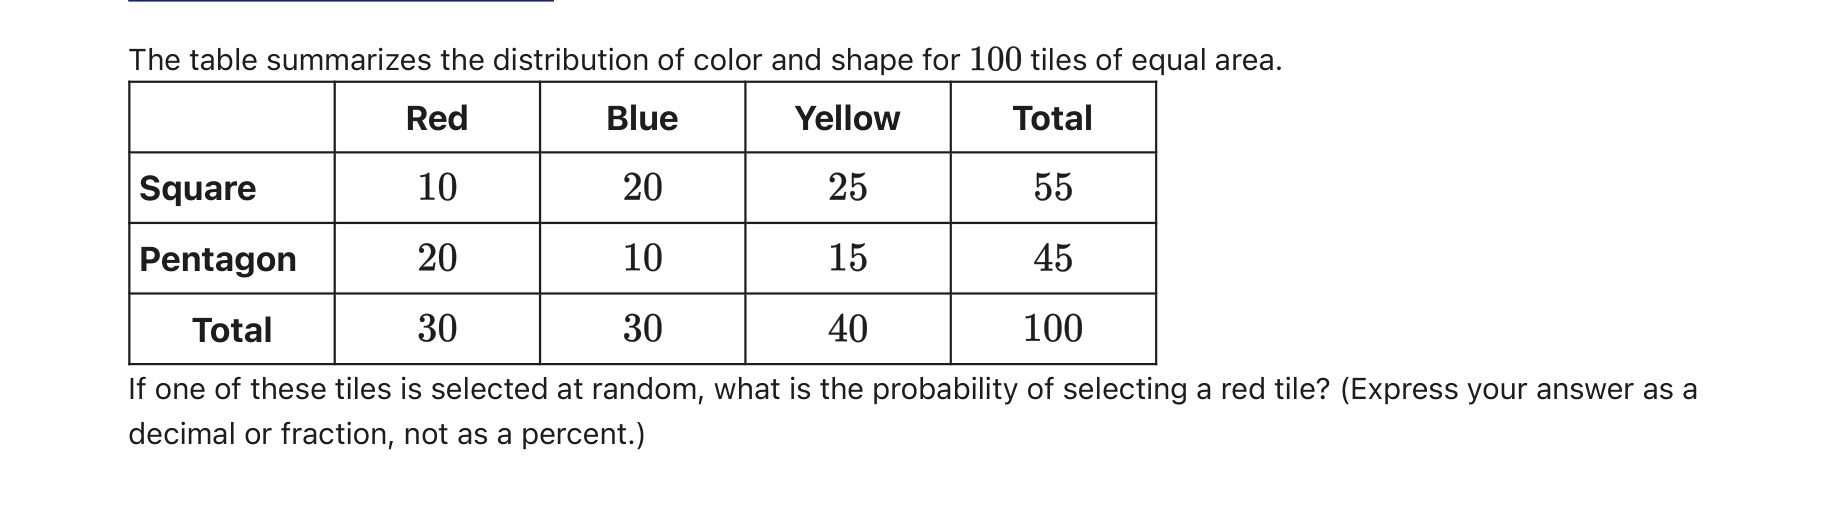 The table summarizes the distribution of color and shape for 100 tiles of equal area.
Red Blue Yellow Total
Square 10 20 25 55
Pentagon 20 10 15 45
Total 30 30 40 100
If one of these tiles is selected at random, what is the probability of selecting a red tile? (Express your answer as a
decimal or fraction, not as a percent.)